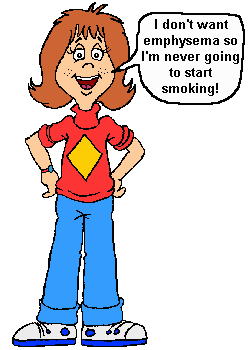 I don't want
emphysema so
I'm never going
to start
smoking!